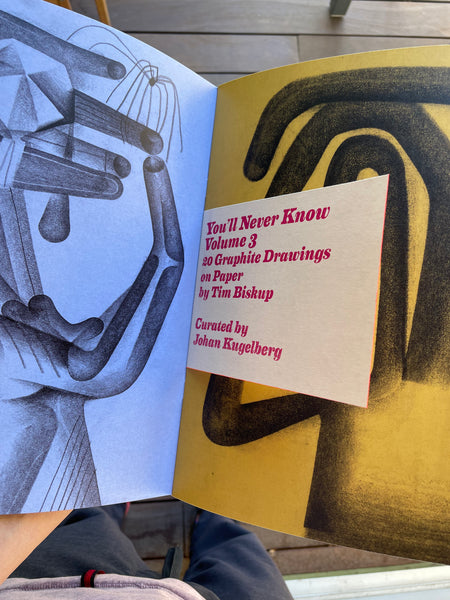 You'll Never Know
Volume 3
20 Graphite Drawings
on Paper
by Tim Biskup
Curated by
Johan Kugelberg